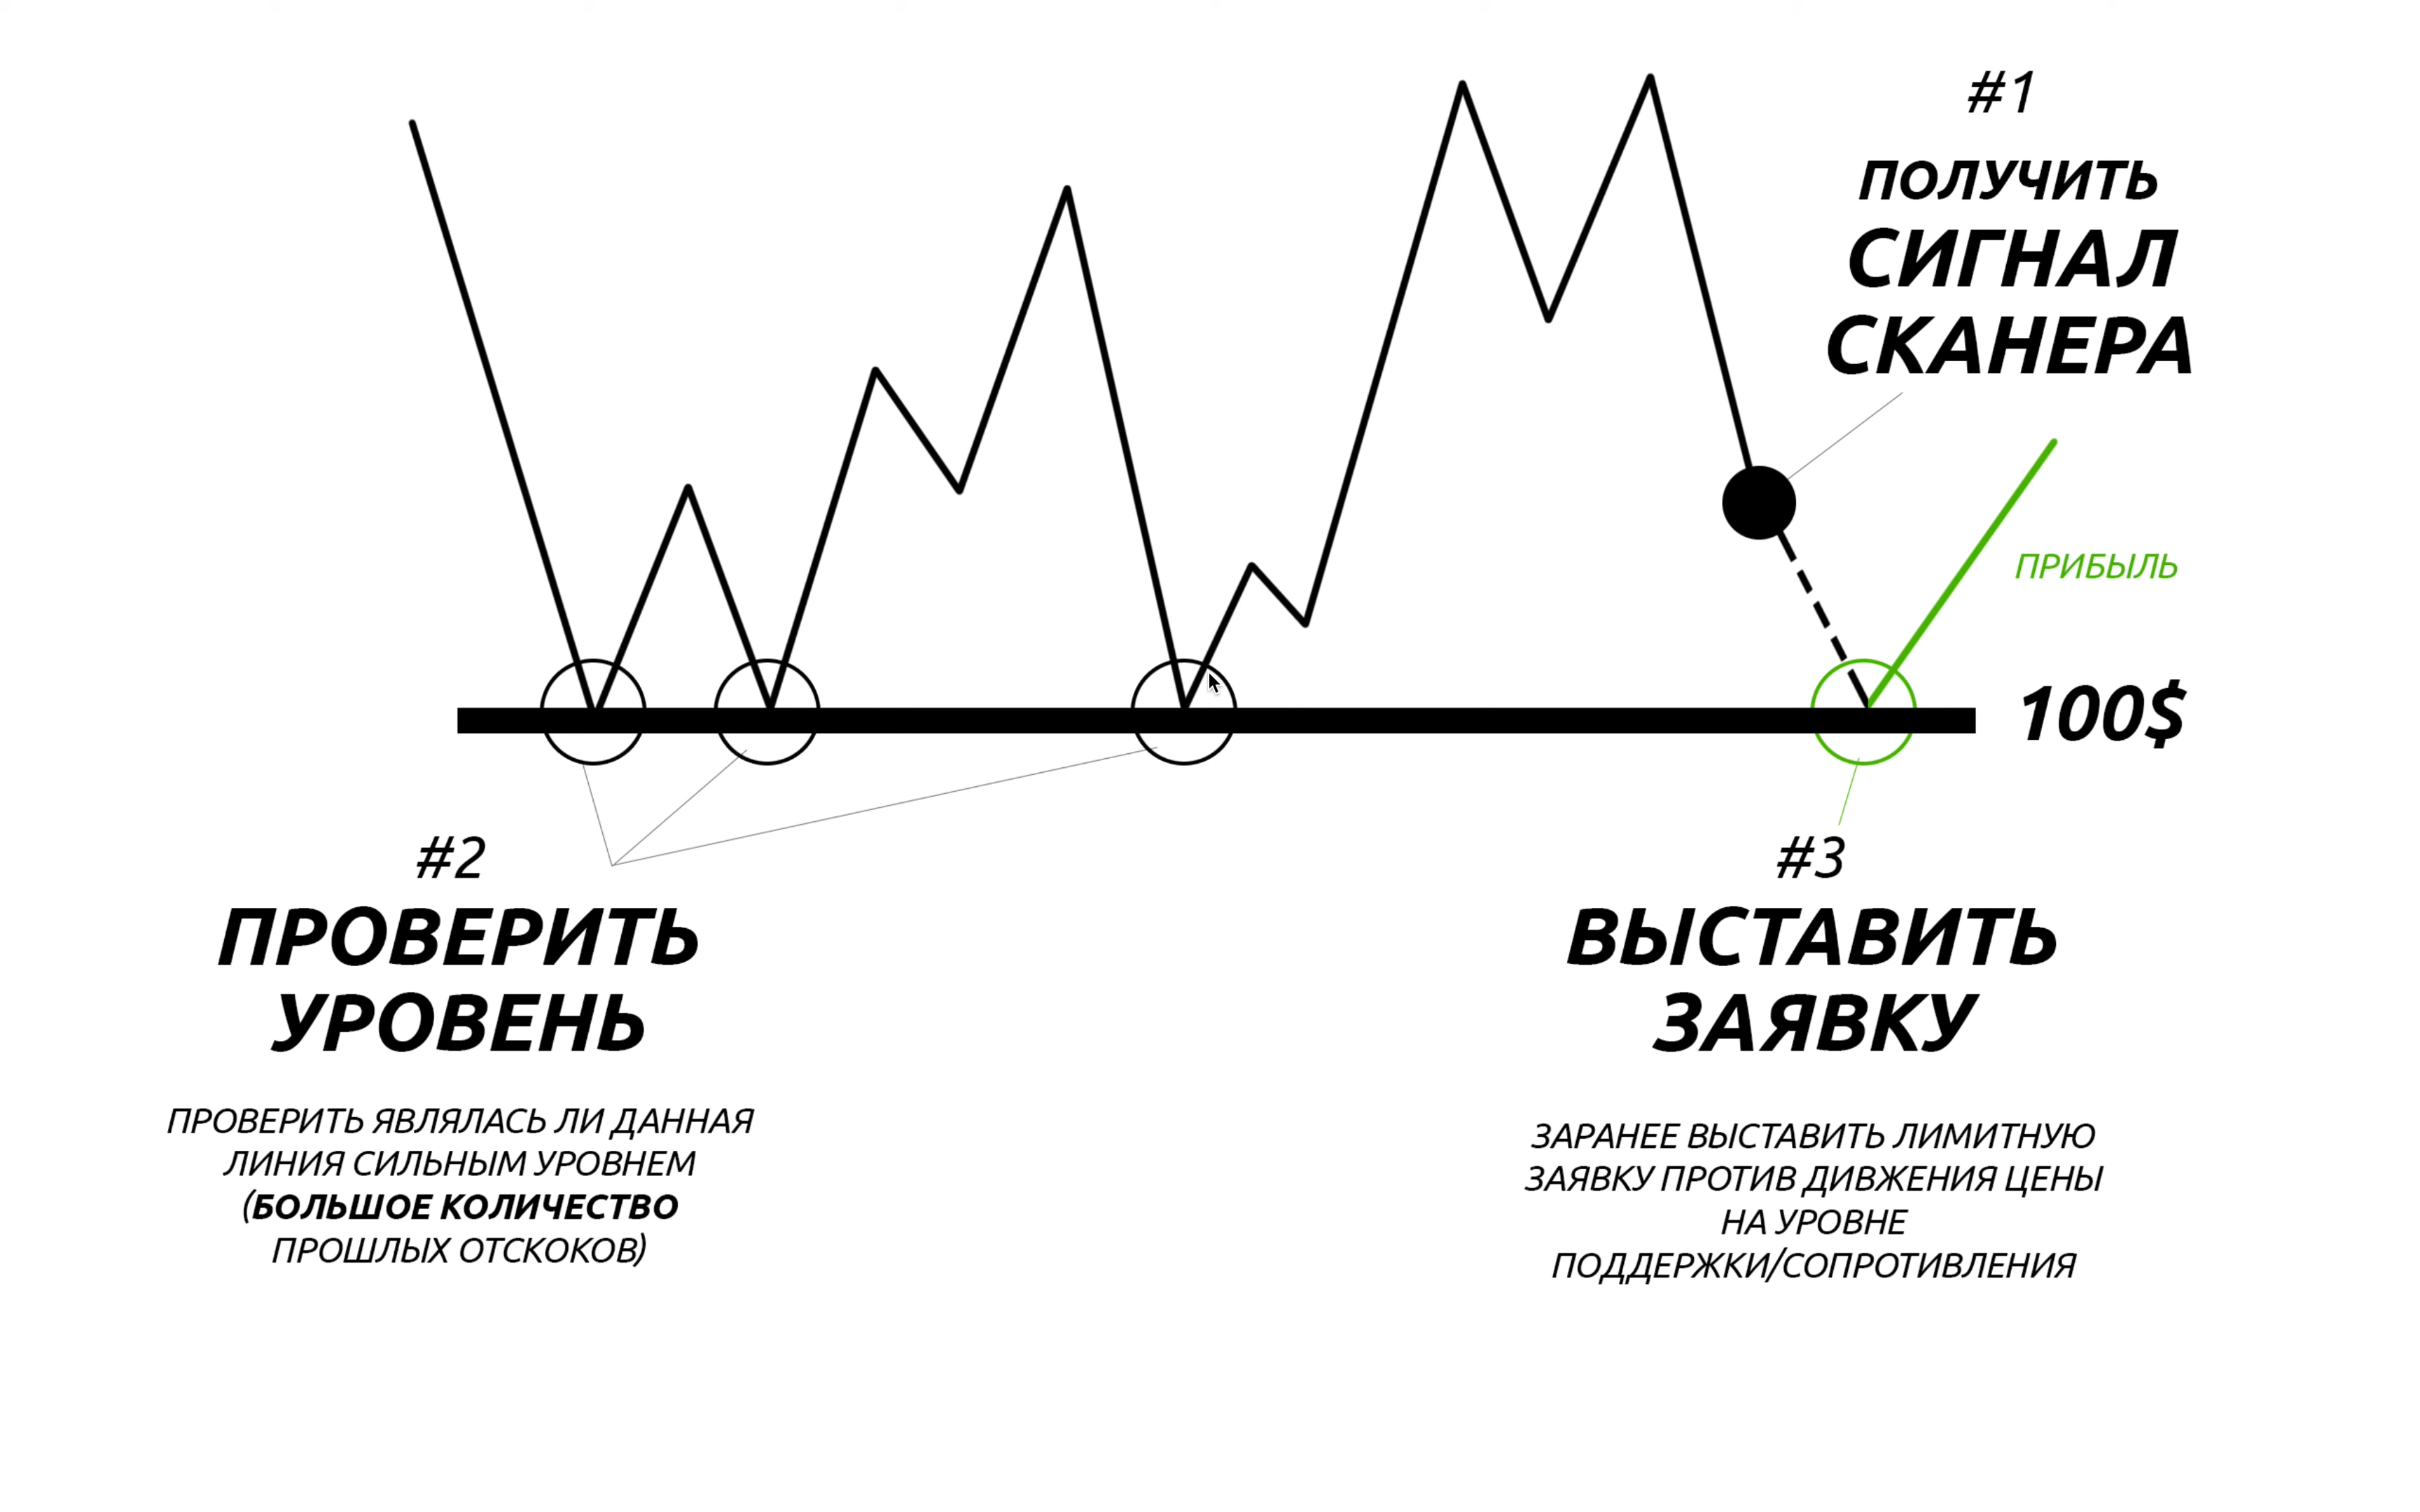 #1
ПОЛУЧИТЬ
СИГНАЛ
СКАНЕРА
ПРИБЫЛЬ
100$
#2
ПРОВЕРИТЬ
УРОВЕНЬ
ПРОВЕРИТЬ ЯВЛЯЛАСЬ ЛИ ДАННАЯ
ЛИНИЯ СИЛЬНЫМ УРОВНЕМ
(БОЛЬШОЕ КОЛИЧЕСТВО
ПРОШЛЫХ ОТСКОКОВ)
#3
ВЫСТАВИТЬ
ЗАЯВКУ
ЗАРАНЕЕ ВЫСТАВИТЬ ЛИМИТНУЮ
ЗАЯВКУ ПРОТИВ ДИВЖЕНИЯ ЦЕНЫ
НА УРОВНЕ
ПОДДЕРЖКИ/СОПРОТИВЛЕНИЯ